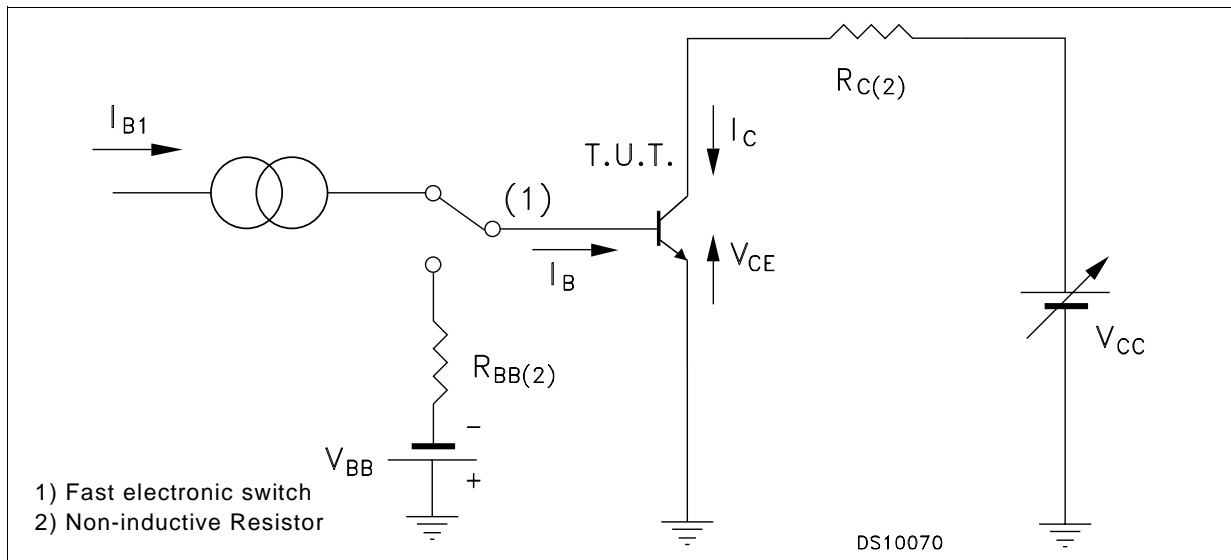 R_C(2)
I_B1
I_C
T.U.T.
(1)
V_CE
I_B
V_CC
R_BB(2)
−
V_BB
+
1) Fast electronic switch
2) Non-inductive Resistor
DS10070